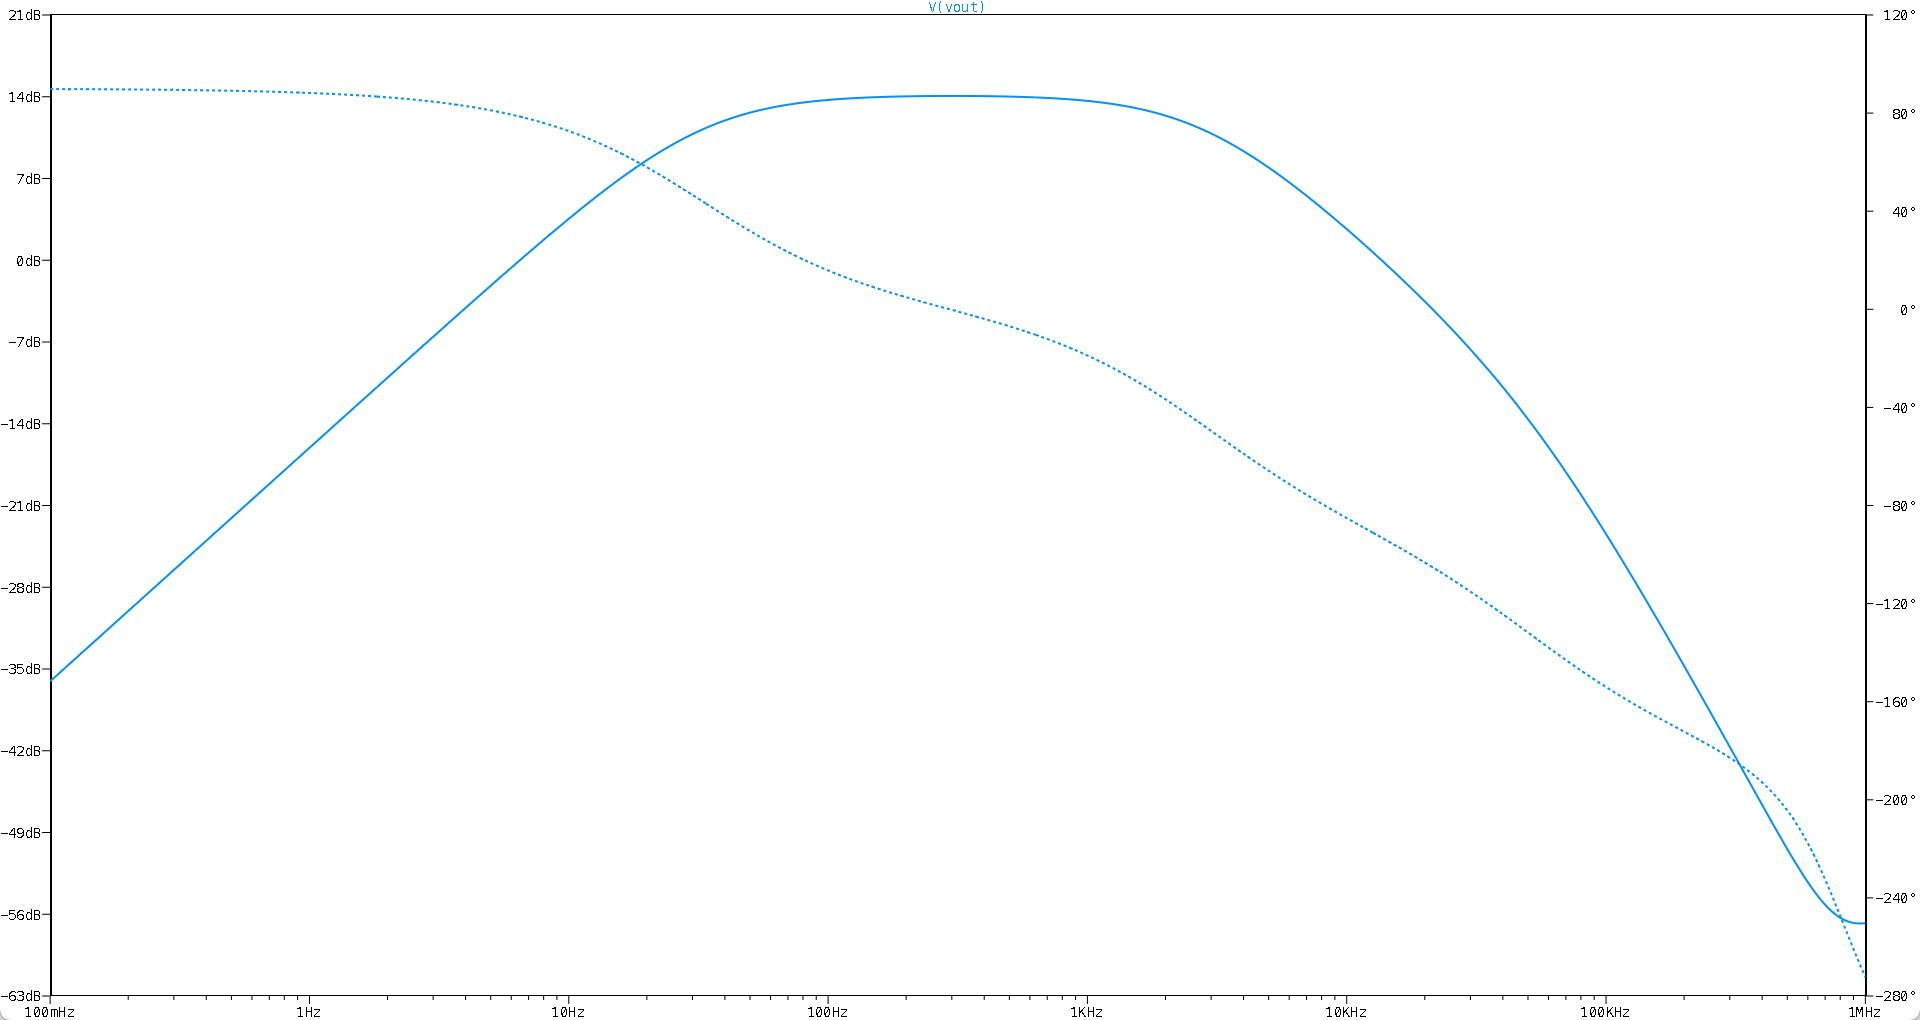 V(vout)
21dB
14dB
7dB
0dB
-7dB
-14dB
-21dB
-28dB
-35dB
-42dB
-49dB
-56dB
-63dB
120°
80°
40°
0°
-40°
-80°
-120°
-160°
-200°
-240°
-280°
100mHz 1Hz 10Hz 100Hz 1KHz 10KHz 100KHz 1MHz